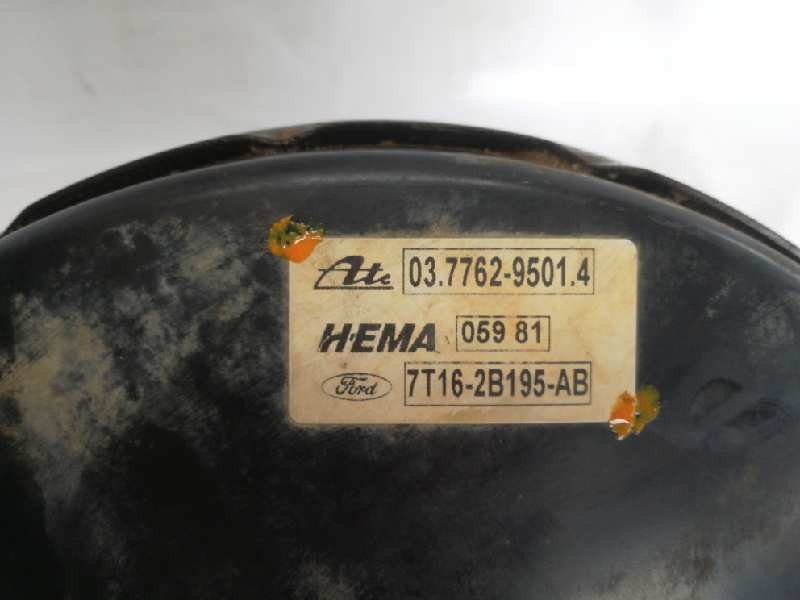 Ate 03.7762-9501.4
HEMA 059 81
Ford 7T16-2B195-AB